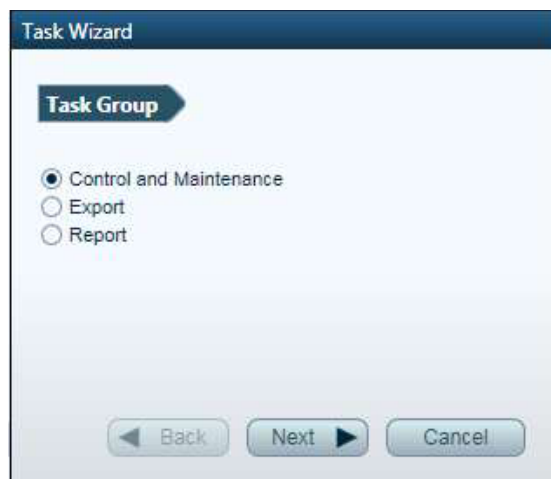 Task Wizard
Task Group
Control and Maintenance
Export
Report
Back Next Cancel